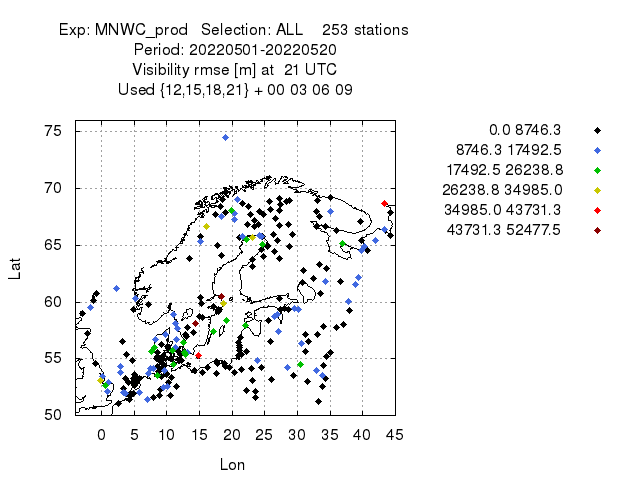 Exp: MNWC_prod   Selection: ALL    253 stations
Period: 20220501-20220520
Visibility rmse [m] at  21 UTC
Used {12,15,18,21} + 00 03 06 09
0.0 8746.3
8746.3 17492.5
17492.5 26238.8
26238.8 34985.0
34985.0 43731.3
43731.3 52477.5
Lat
75
70
65
60
55
50
0 5 10 15 20 25 30 35 40 45
Lon